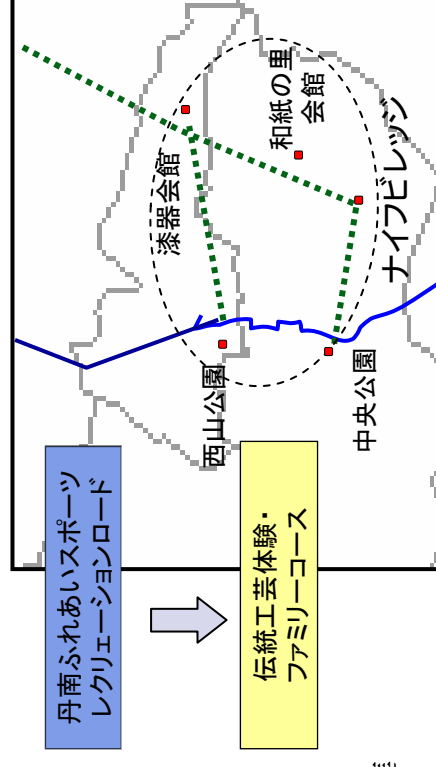 丹南ふれあいスポーツ
レクリェーションロード
伝統工芸体験・
ファミリーコース
漆器会館
和紙の里
会館
ナイフビレッジ
西山公園
中央公園